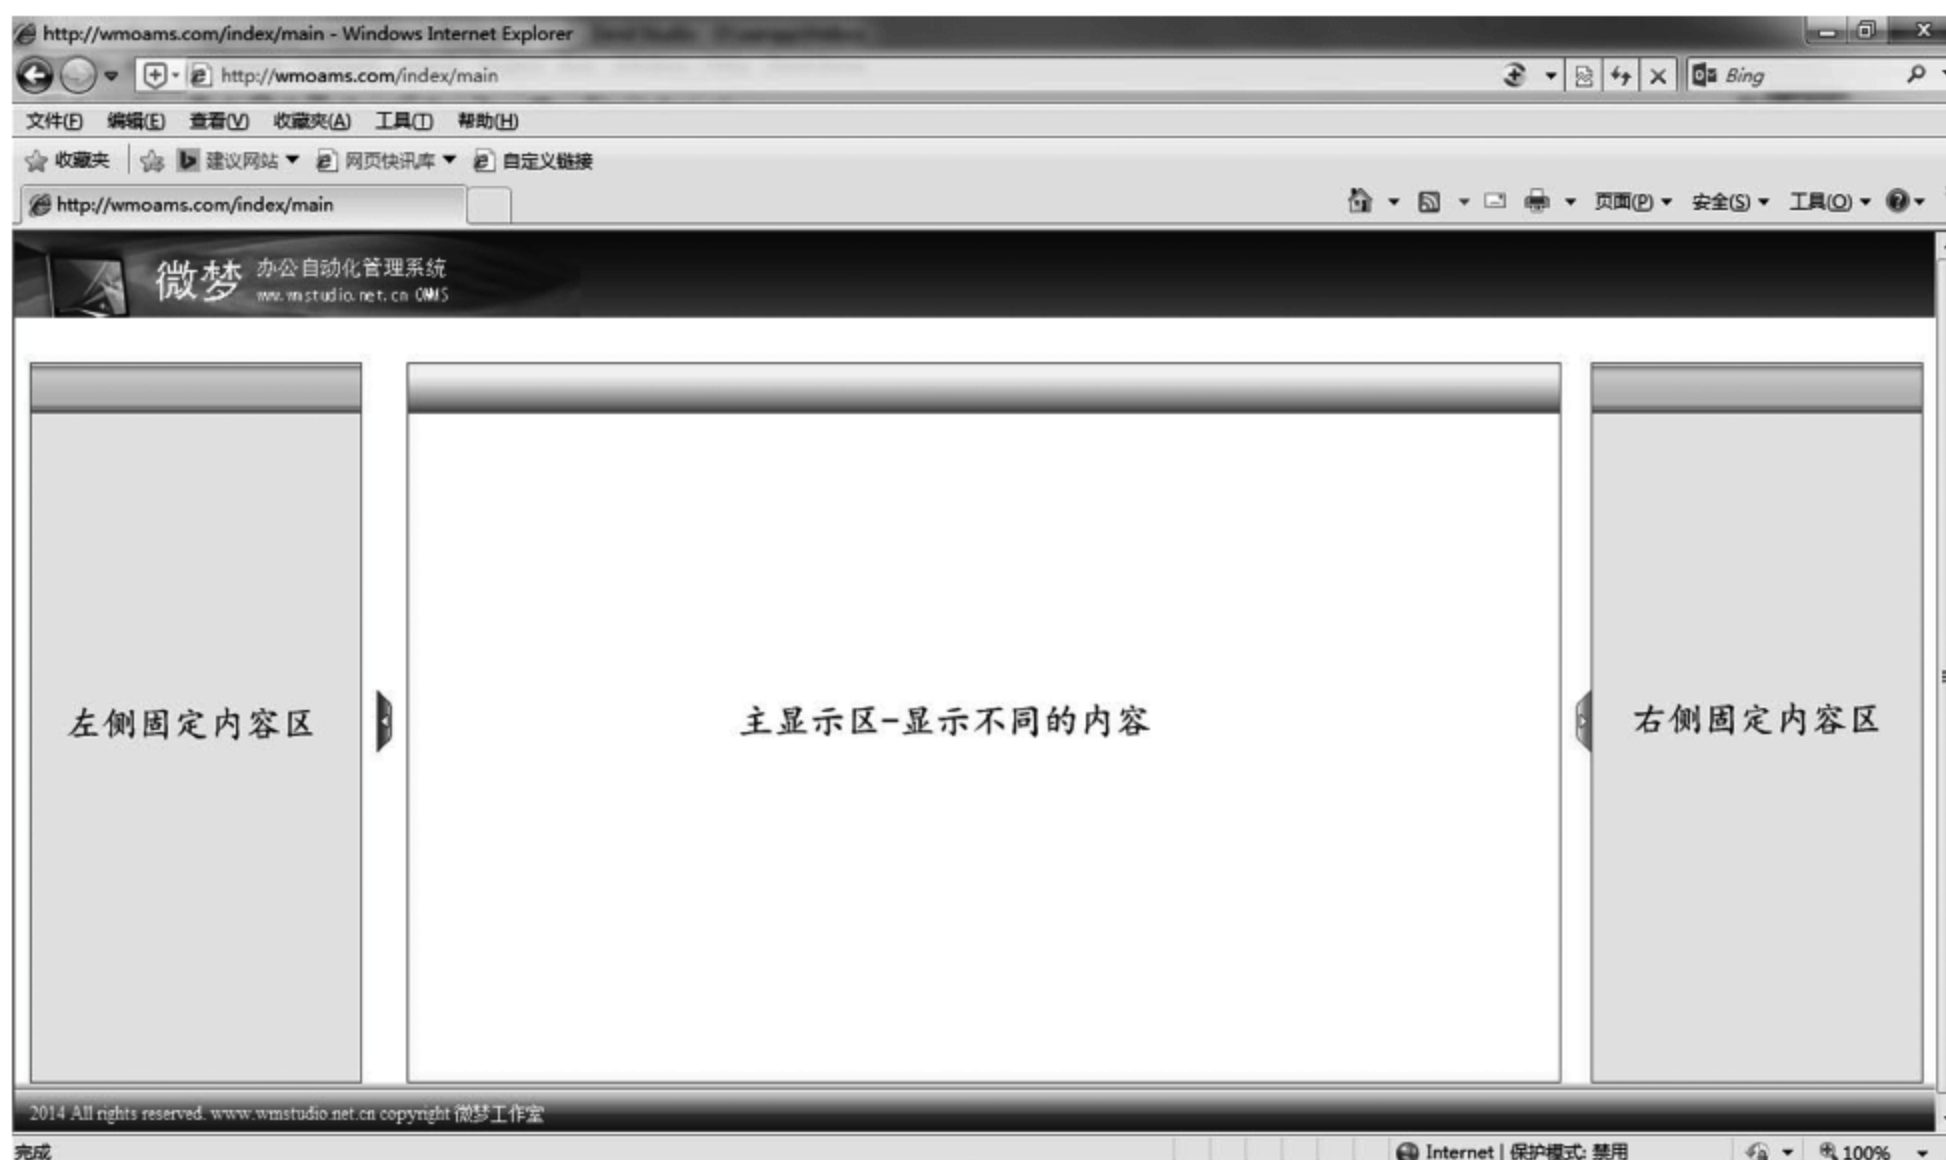 http://wmoams.com/index/main - Windows Internet Explorer
http://wmoams.com/index/main
Bing
文件(F) 编辑(E) 查看(V) 收藏夹(A) 工具(T) 帮助(H)
收藏夹 建议网站 网页快讯库 自定义链接
http://wmoams.com/index/main
页面(P) 安全(S) 工具(O)
微梦 办公自动化管理系统
www.wmstudio.net.cn OAMS
左侧固定内容区
主显示区-显示不同的内容
右侧固定内容区
2014 All rights reserved. www.wmstudio.net.cn copyright 微梦工作室
完成
Internet | 保护模式: 禁用
100%